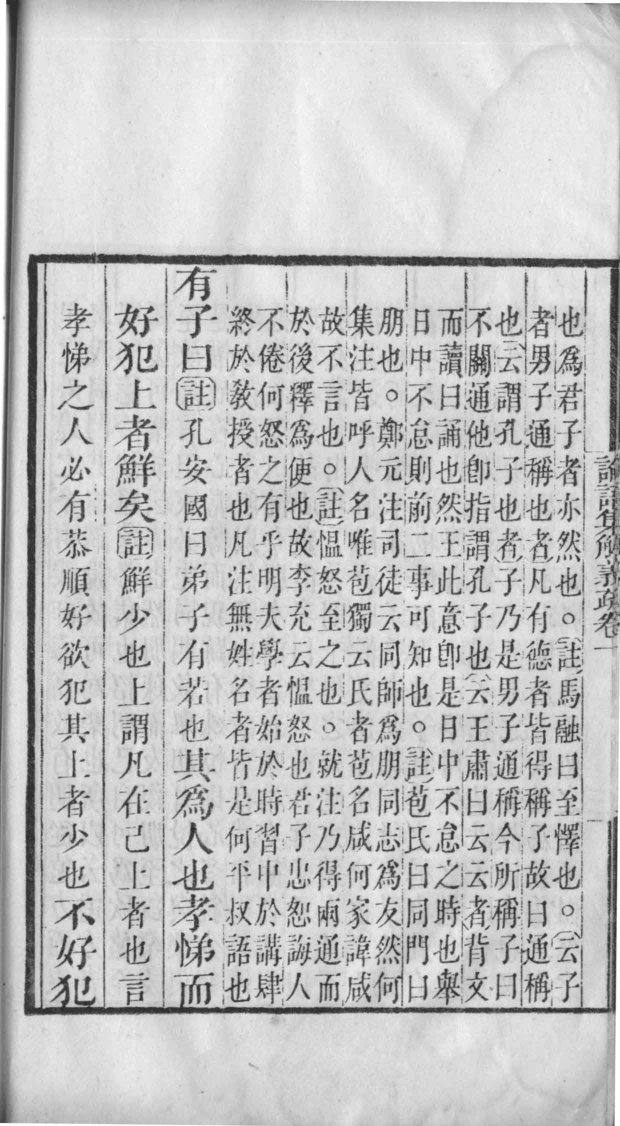 論語集解義疏卷一
也爲君子者亦然也。註馬融曰至懌也。云子
者男子通稱也者凡有德者皆得稱子故曰通稱
也云謂孔子也者子乃是男子通稱今所稱子曰
不關通他卽指謂孔子也云王肅曰云云者背文
而讀曰誦也然王此意卽是日中不怠之時也舉
日中不怠則前二事可知也。註苞氏曰同門曰
朋也。鄭元注司徒云同師爲朋同志爲友然何
集注皆呼人名唯苞獨云氏者苞名咸何家諱咸
故不言也。註慍怒至之也。就注乃得兩通而
於後釋爲便也故李充云慍怒也君子忠恕誨人
不倦何怒之有乎明夫學者始於時習中於講肄
終於敎授者也凡注無姓名者皆是何平叔語也
有子曰註孔安國曰弟子有若也其爲人也孝悌而
好犯上者鮮矣註鮮少也上謂凡在己上者也言
孝悌之人必有恭順好欲犯其上者少也不好犯